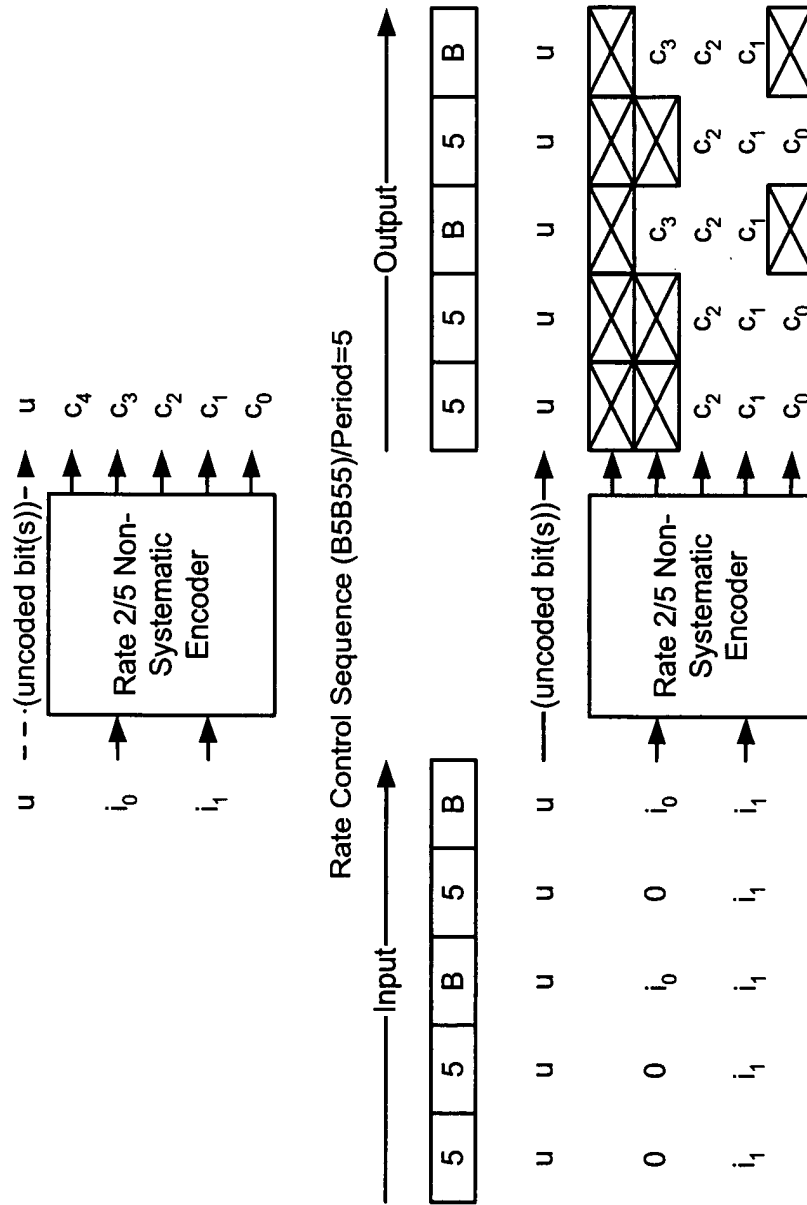 u - - - (uncoded bit(s)) - u
i0
i1
Rate 2/5 Non-
Systematic
Encoder
c4
c3
c2
c1
c0
Rate Control Sequence (B5B55)/Period=5
Input
Output
5 5 B 5 B
5 5 B 5 B
u u u u u (uncoded bit(s)) u u u u u
0 0 i0 0 i0
i1 i1 i1 i1 i1
Rate 2/5 Non-
Systematic
Encoder
c3 c3
c2 c2 c2 c2 c2
c1 c1 c1 c1 c1
c0 c0 c0